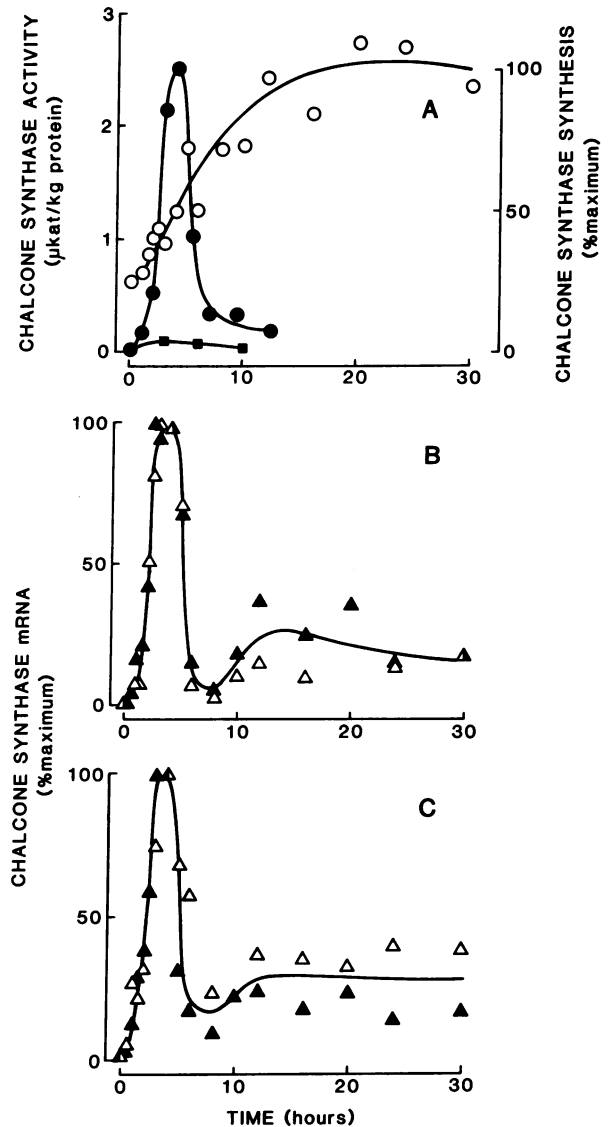 CHALCONE SYNTHASE ACTIVITY
(μkat/kg protein)
3
2
1
0
A
100
50
0
CHALCONE SYNTHASE SYNTHESIS
(%maximum)
0
10
20
30
CHALCONE SYNTHASE mRNA
(%maximum)
100
50
0
B
0
10
20
30
100
50
0
C
0
10
20
30
TIME (hours)